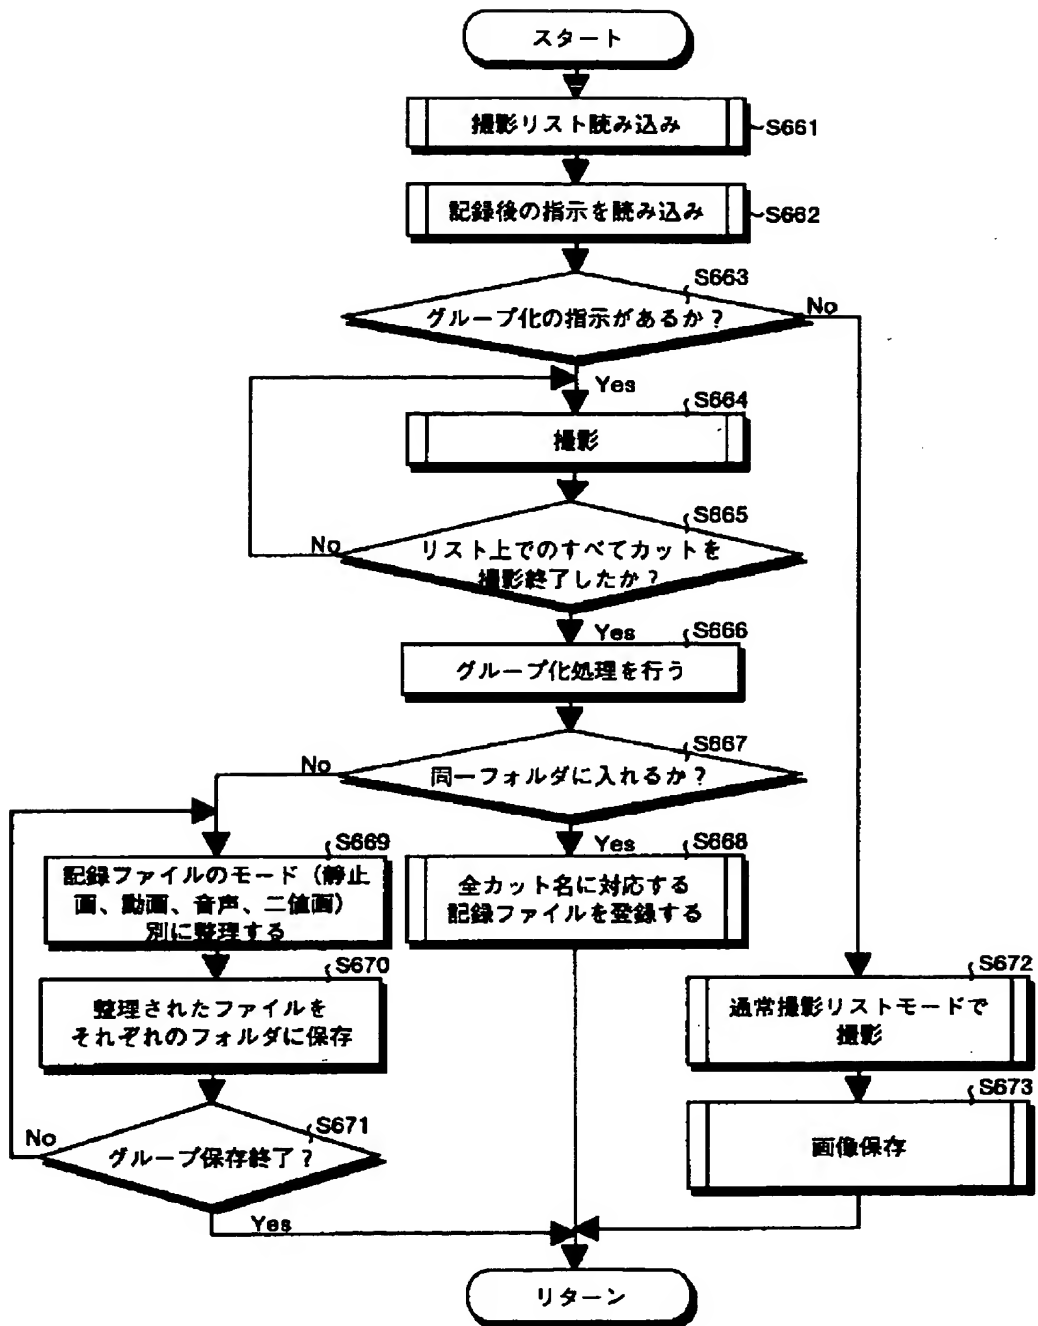 スタート
撮影リスト読み込み
S661
記録後の指示を読み込み
S662
S663
グループ化の指示があるか？
No
Yes
S664
撮影
S665
No
リスト上でのすべてカットを
撮影終了したか？
Yes
S666
グループ化処理を行う
S667
No
同一フォルダに入れるか？
Yes
S668
全カット名に対応する
記録ファイルを登録する
S669
記録ファイルのモード（静止
画、動画、音声、二値画）
別に整理する
S670
整理されたファイルを
それぞれのフォルダに保存
S671
No
グループ保存終了？
Yes
S672
通常撮影リストモードで
撮影
S673
画像保存
リターン